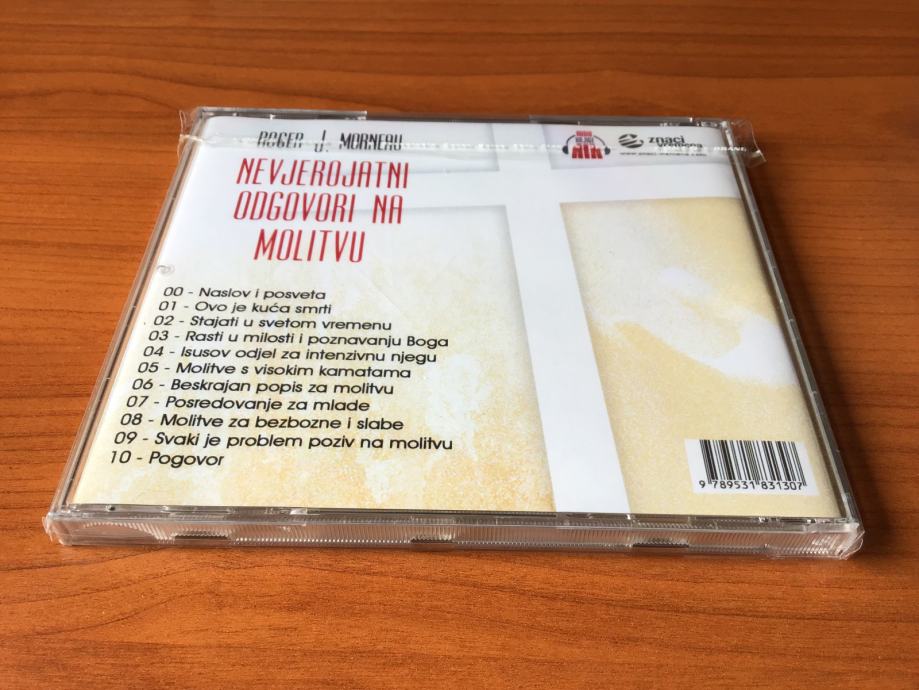 ROGER J. MORNEAU
NEVJEROJATNI
ODGOVORI NA
MOLITVU
znaci
00 - Naslov i posveta
01 - Ovo je kuća smrti
02 - Stajati u svetom vremenu
03 - Rasti u milosti i poznavanju Boga
04 - Isusov odjel za intenzivnu njegu
05 - Molitve s visokim kamatama
06 - Beskrajan popis za molitvu
07 - Posredovanje za mlade
08 - Molitve za bezbozne i slabe
09 - Svaki je problem poziv na molitvu
10 - Pogovor
9 789531 831307